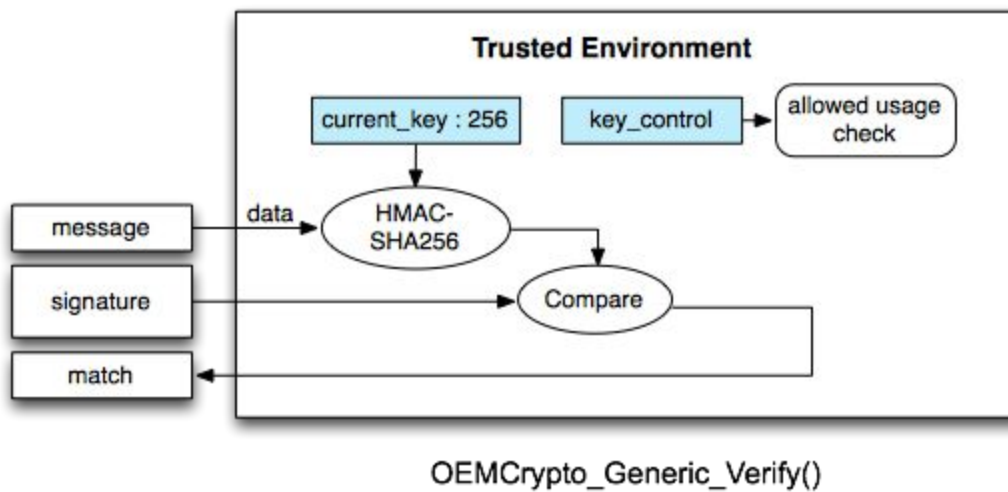 Trusted Environment
current_key : 256
key_control
allowed usage
check
message
data
HMAC-
SHA256
signature
Compare
match
OEMCrypto_Generic_Verify()